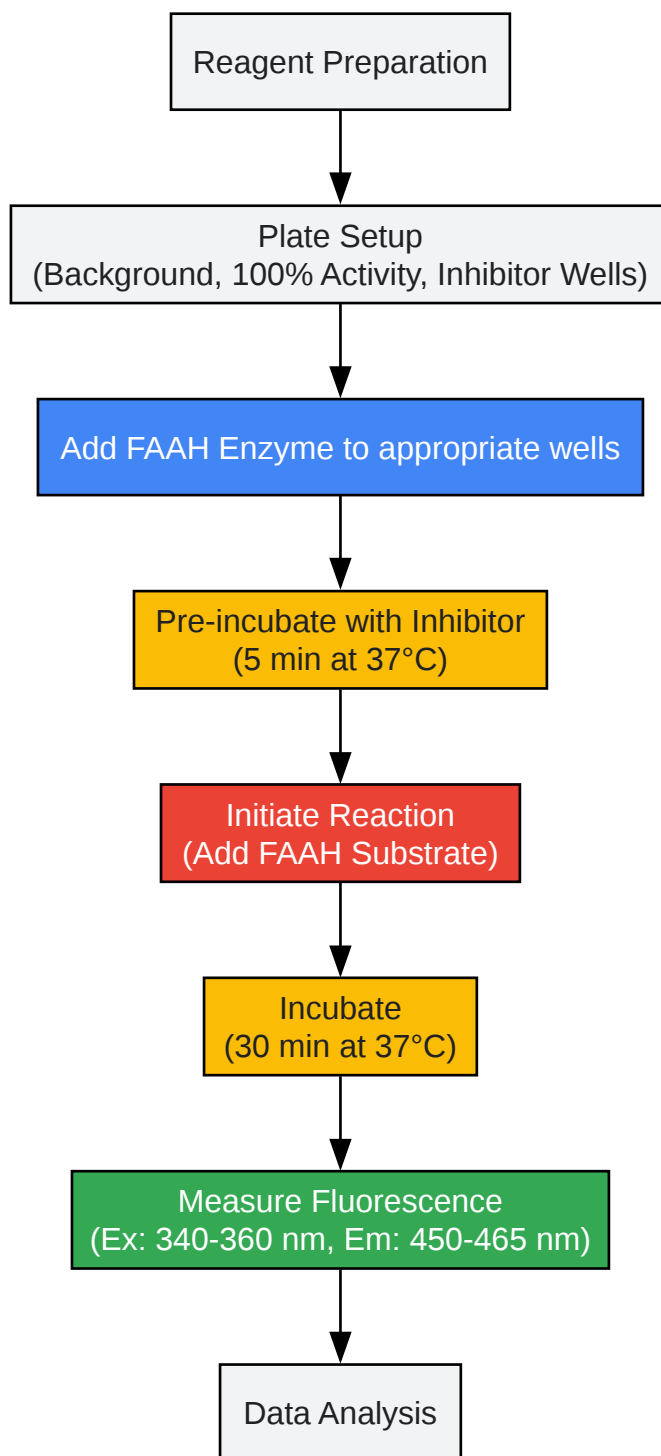 Reagent Preparation
Plate Setup
(Background, 100% Activity, Inhibitor Wells)
Add FAAH Enzyme to appropriate wells
Pre-incubate with Inhibitor
(5 min at 37°C)
Initiate Reaction
(Add FAAH Substrate)
Incubate
(30 min at 37°C)
Measure Fluorescence
(Ex: 340-360 nm, Em: 450-465 nm)
Data Analysis